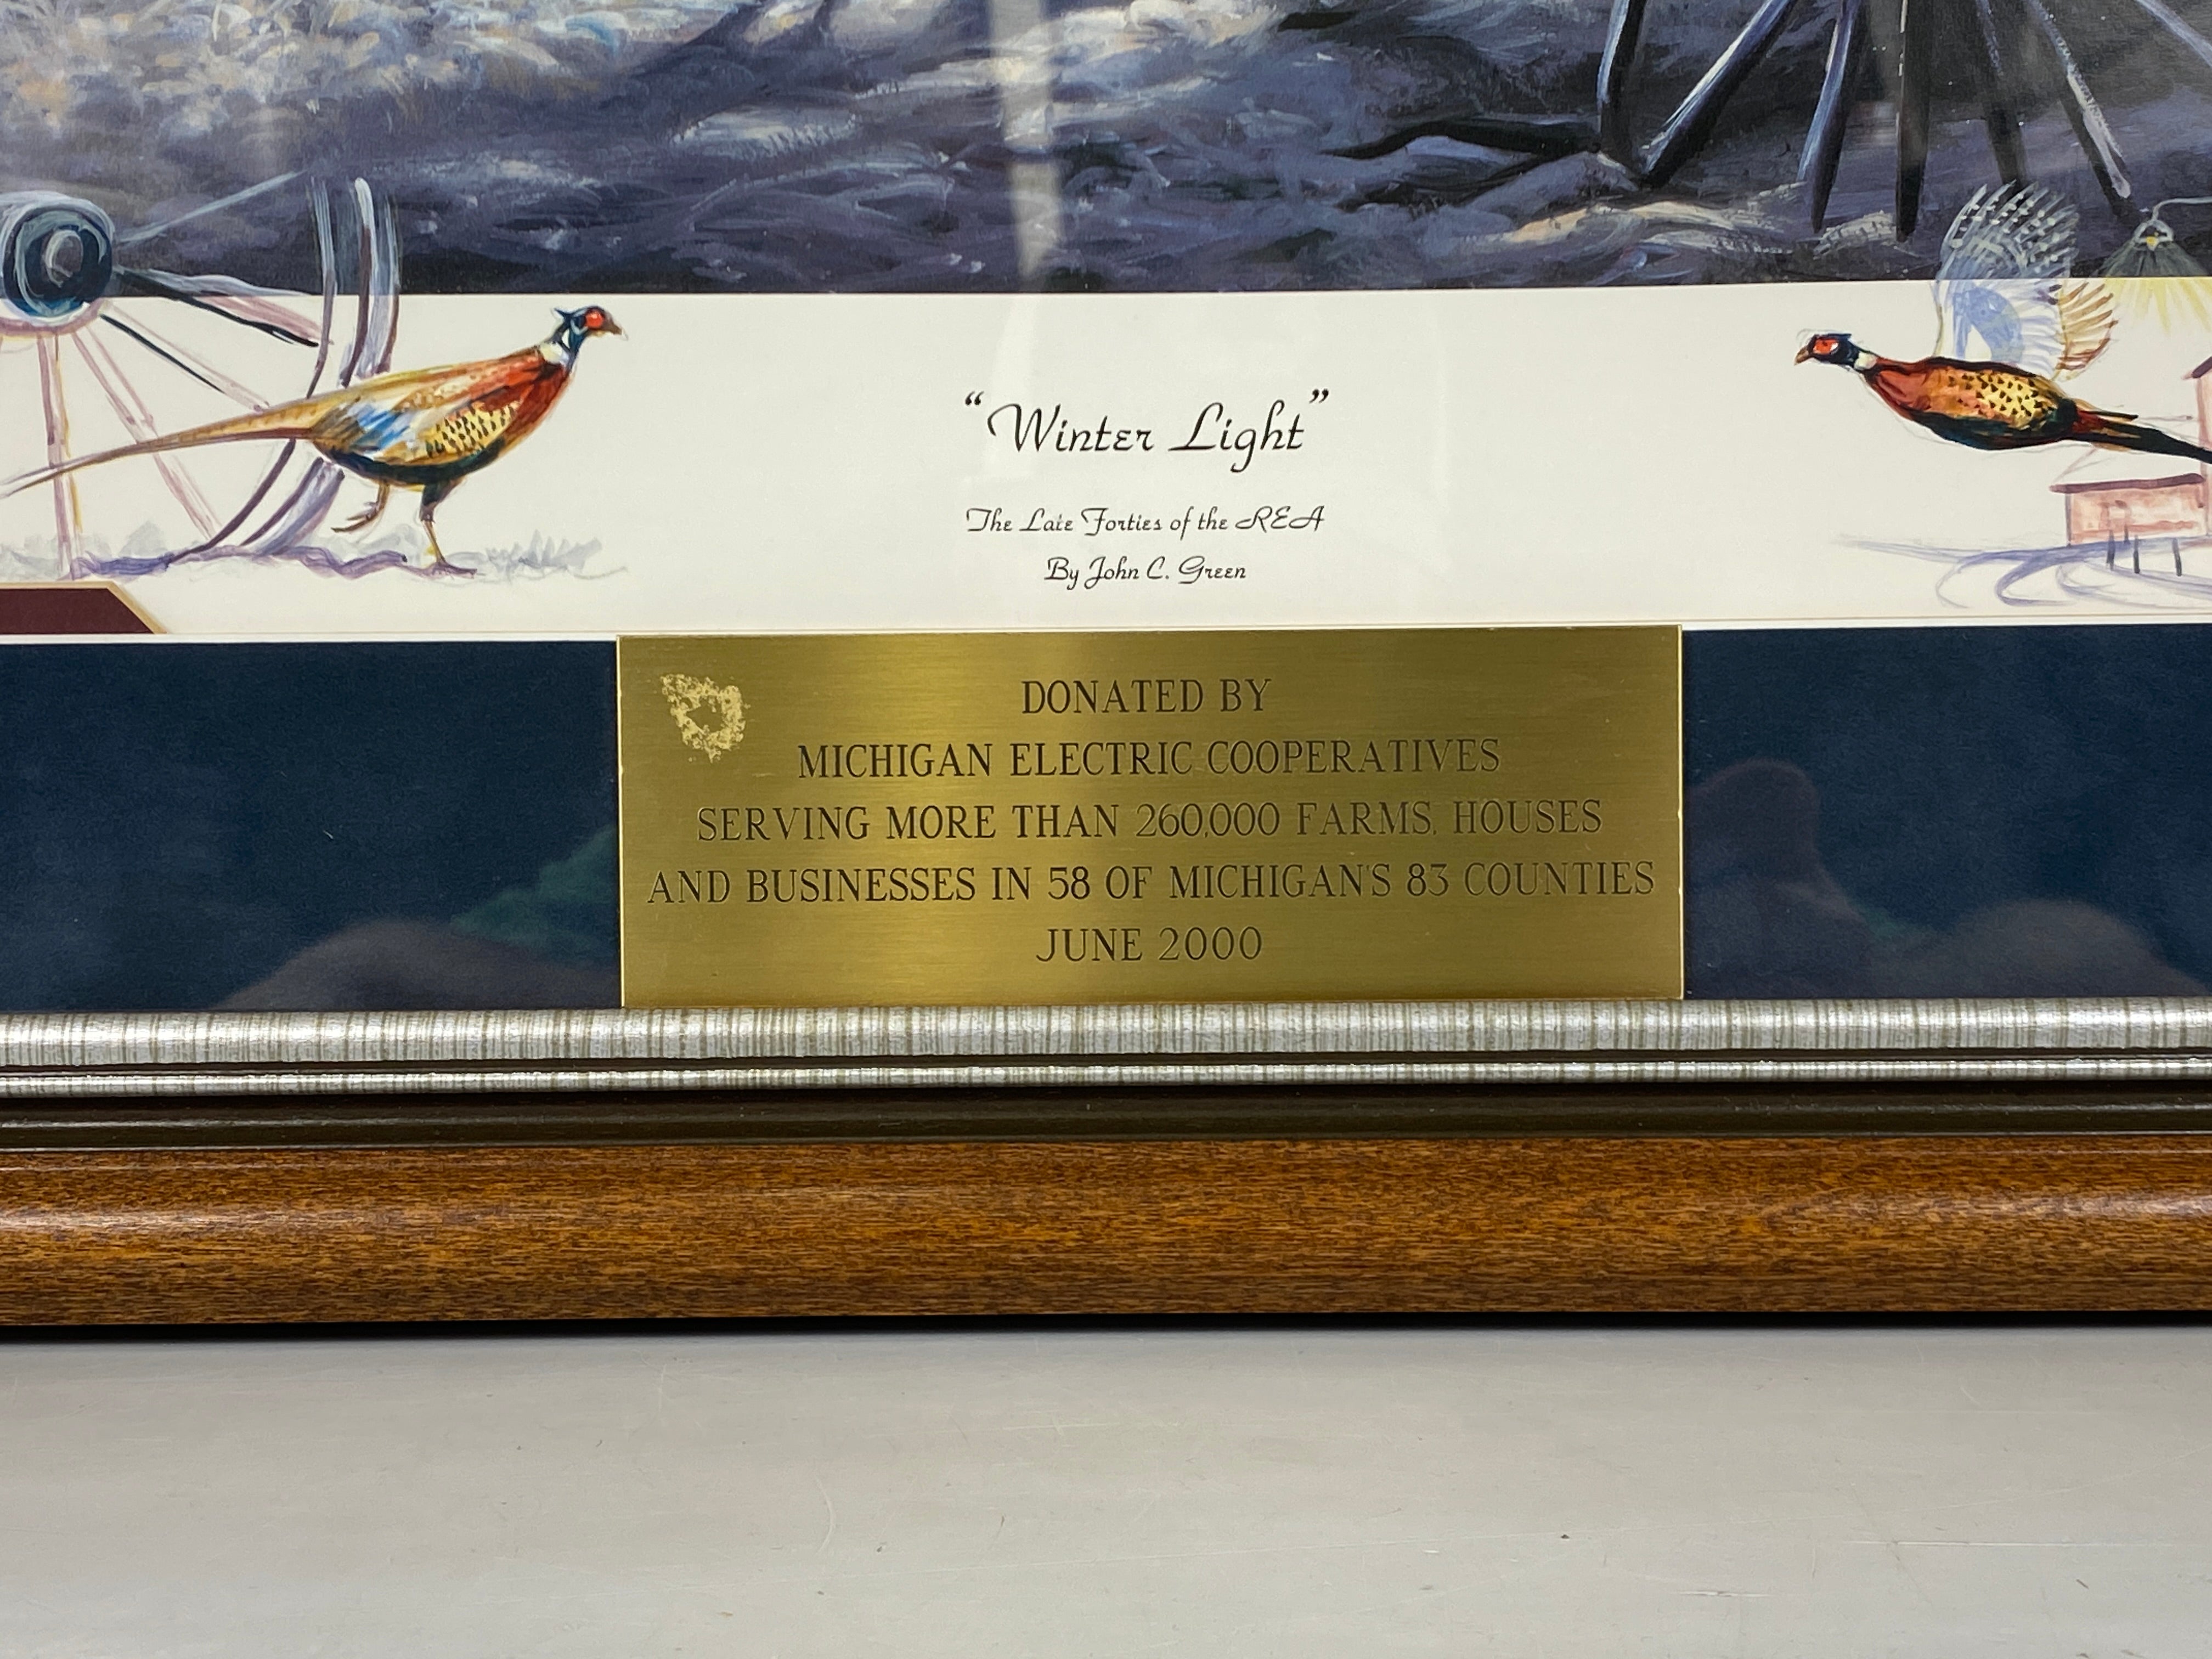 “Winter Light”
The Late Forties of the REA
By John C. Green
DONATED BY
MICHIGAN ELECTRIC COOPERATIVES
SERVING MORE THAN 260,000 FARMS, HOUSES
AND BUSINESSES IN 58 OF MICHIGAN'S 83 COUNTIES
JUNE 2000